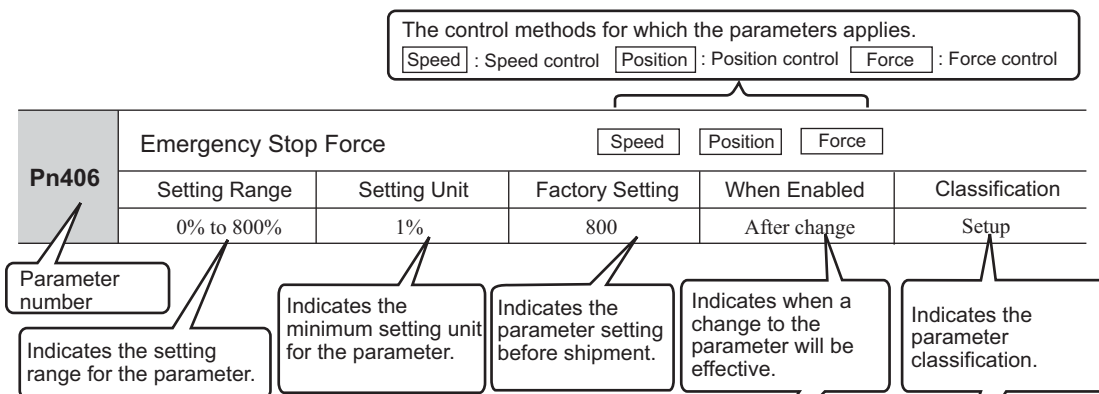 The control methods for which the parameters applies.
Speed : Speed control Position : Position control Force : Force control
Emergency Stop Force Speed Position Force
Pn406
Setting Range Setting Unit Factory Setting When Enabled Classification
0% to 800% 1% 800 After change Setup
Parameter
number
Indicates the setting
range for the parameter.
Indicates the
minimum setting unit
for the parameter.
Indicates the
parameter setting
before shipment.
Indicates when a
change to the
parameter will be
effective.
Indicates the
parameter
classification.